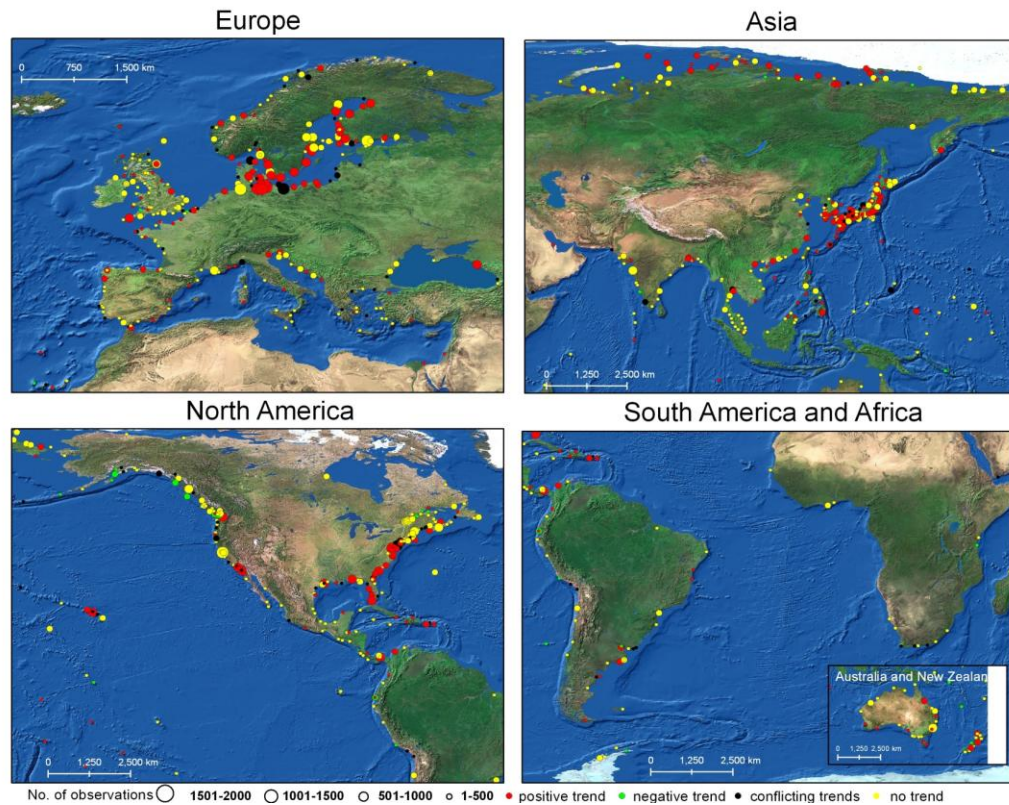 Europe
Asia
0 750 1,500 km
0 1,250 2,500 km
North America
South America and Africa
0 1,250 2,500 km
0 1,250 2,500 km
Australia and New Zealan
0 1,250 2,500 km
No. of observations 1501-2000 1001-1500 501-1000 1-500 positive trend negative trend conflicting trends no trend